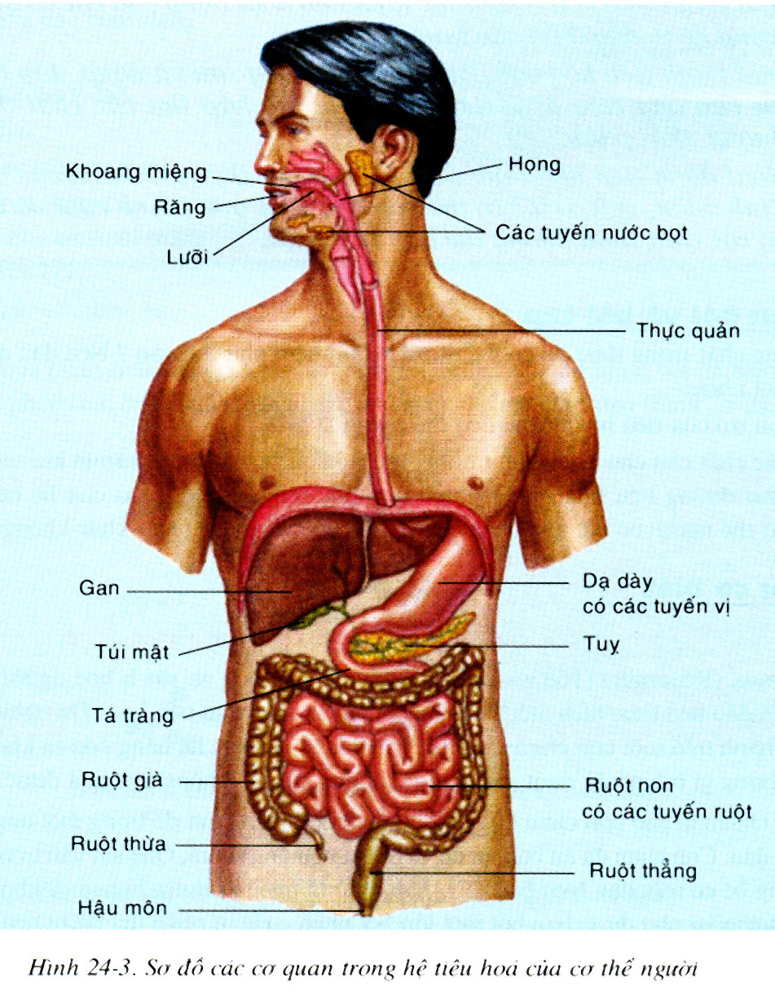 Khoang miệng
Họng
Răng
Các tuyến nước bọt
Lưỡi
Thực quản
Gan
Dạ dày
có các tuyến vị
Túi mật
Tuỵ
Tá tràng
Ruột già
Ruột non
có các tuyến ruột
Ruột thừa
Ruột thẳng
Hậu môn
Hình 24-3. Sơ đồ các cơ quan trong hệ tiêu hoá của cơ thể người